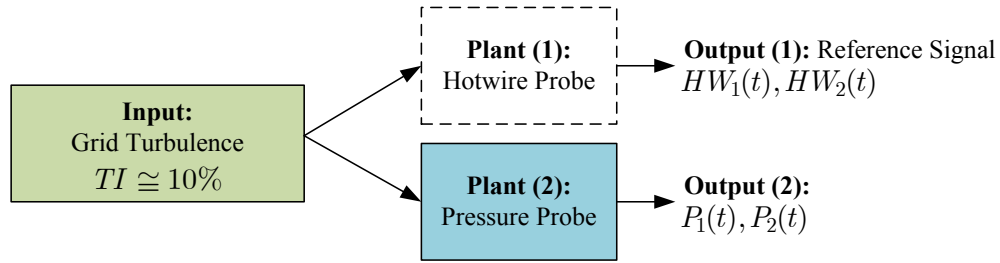 Input:
Grid Turbulence
TI ≅ 10%
Plant (1):
Hotwire Probe
Output (1): Reference Signal
HW₁(t), HW₂(t)
Plant (2):
Pressure Probe
Output (2):
P₁(t), P₂(t)